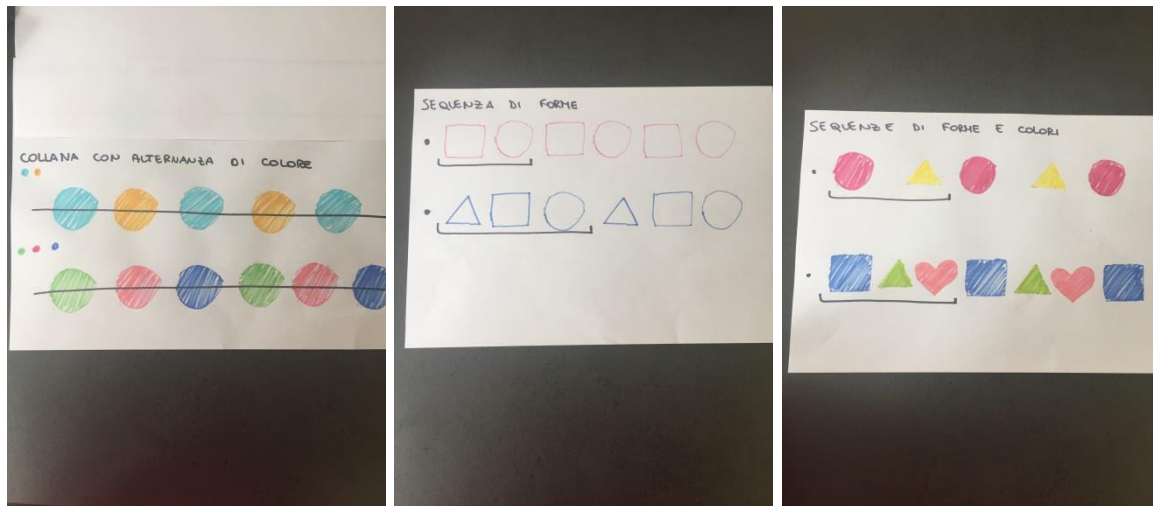 COLLANA CON ALTERNANZA DI COLORE
SEQUENZA DI FORME
SEQUENZE DI FORME E COLORI